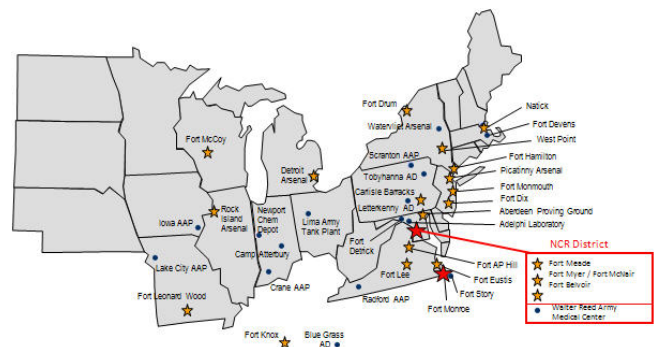 Fort Drum
Natick
Fort Devens
Watervliet Arsenal
West Point
Fort McCoy
Scranton AAP
Fort Hamilton
Tobyhanna AD
Picatinny Arsenal
Detroit
Arsenal
Carlisle Barracks
Fort Monmouth
Letterkenny AD
Fort Dix
Aberdeen Proving Ground
Rock
Island
Arsenal
Newport
Chem
Depot
Lima Army
Tank Plant
Adelphi Laboratory
Iowa AAP
Fort
Detrick
NCR District
Camp Atterbury
Fort AP Hill
Fort Meade
Lake City AAP
Fort Lee
Fort Myer / Fort McNair
Crane AAP
Fort Eustis
Fort Belvoir
Fort Leonard Wood
Radford AAP
Fort Story
Fort Monroe
Walter Reed Army
Medical Center
Fort Knox
Blue Grass
AD